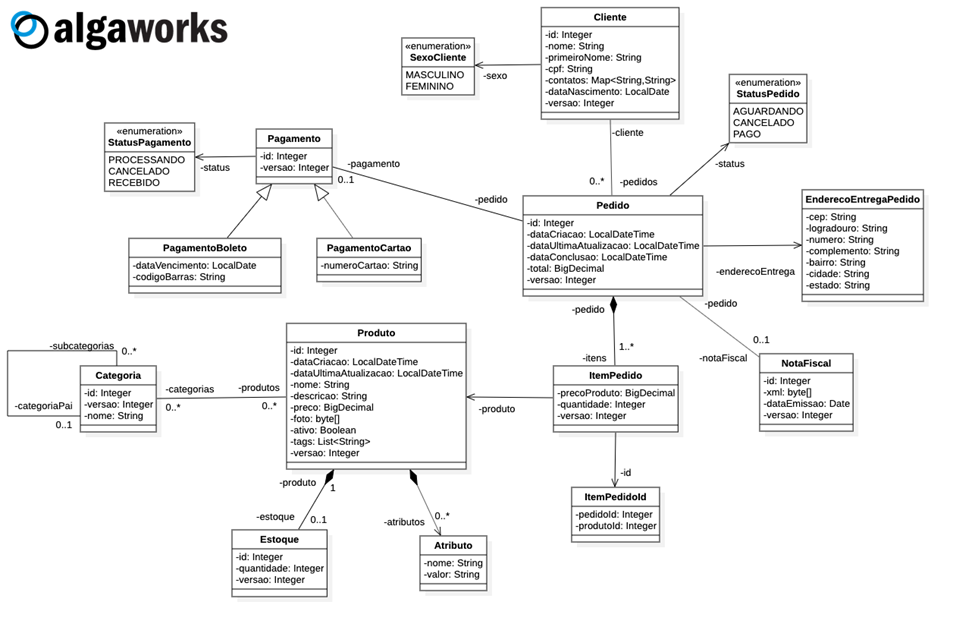 algaworks
Cliente
-id: Integer
-nome: String
-primeiroNome: String
-cpf: String
-contatos: Map<String,String>
-dataNascimento: LocalDate
-versao: Integer
«enumeration»
SexoCliente
MASCULINO
FEMININO
-sexo
«enumeration»
StatusPedido
AGUARDANDO
CANCELADO
PAGO
-cliente
-status
0..*
-pedidos
«enumeration»
StatusPagamento
PROCESSANDO
CANCELADO
RECEBIDO
-status
Pagamento
-id: Integer
-versao: Integer
-pagamento
0..1
-pedido
Pedido
-id: Integer
-dataCriacao: LocalDateTime
-dataUltimaAtualizacao: LocalDateTime
-dataConclusao: LocalDateTime
-total: BigDecimal
-versao: Integer
EnderecoEntregaPedido
-cep: String
-logradouro: String
-numero: String
-complemento: String
-bairro: String
-cidade: String
-estado: String
-enderecoEntrega
PagamentoBoleto
-dataVencimento: LocalDate
-codigoBarras: String
PagamentoCartao
-numeroCartao: String
-pedido
-pedido
1..*
-itens
0..1
-notaFiscal
Produto
-id: Integer
-dataCriacao: LocalDateTime
-dataUltimaAtualizacao: LocalDateTime
-nome: String
-descricao: String
-preco: BigDecimal
-foto: byte[]
-ativo: Boolean
-tags: List<String>
-versao: Integer
-subcategorias
0..*
Categoria
-id: Integer
-versao: Integer
-nome: String
-categoriaPai
0..1
-categorias
0..*
-produtos
0..*
ItemPedido
-precoProduto: BigDecimal
-quantidade: Integer
-versao: Integer
-produto
NotaFiscal
-id: Integer
-xml: byte[]
-dataEmissao: Date
-versao: Integer
-id
ItemPedidoId
-pedidoId: Integer
-produtoId: Integer
-produto
1
-estoque
0..1
-atributos
0..*
Estoque
-id: Integer
-quantidade: Integer
-versao: Integer
Atributo
-nome: String
-valor: String